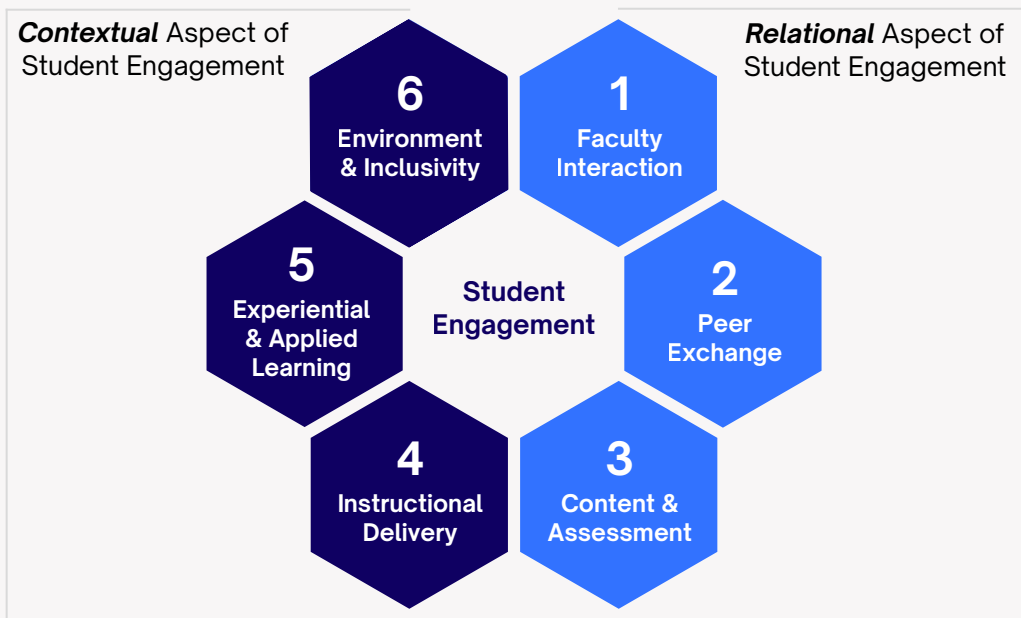 Contextual Aspect of
Student Engagement
Relational Aspect of
Student Engagement
6
Environment
& Inclusivity
1
Faculty
Interaction
5
Experiential
& Applied
Learning
Student
Engagement
2
Peer
Exchange
4
Instructional
Delivery
3
Content &
Assessment